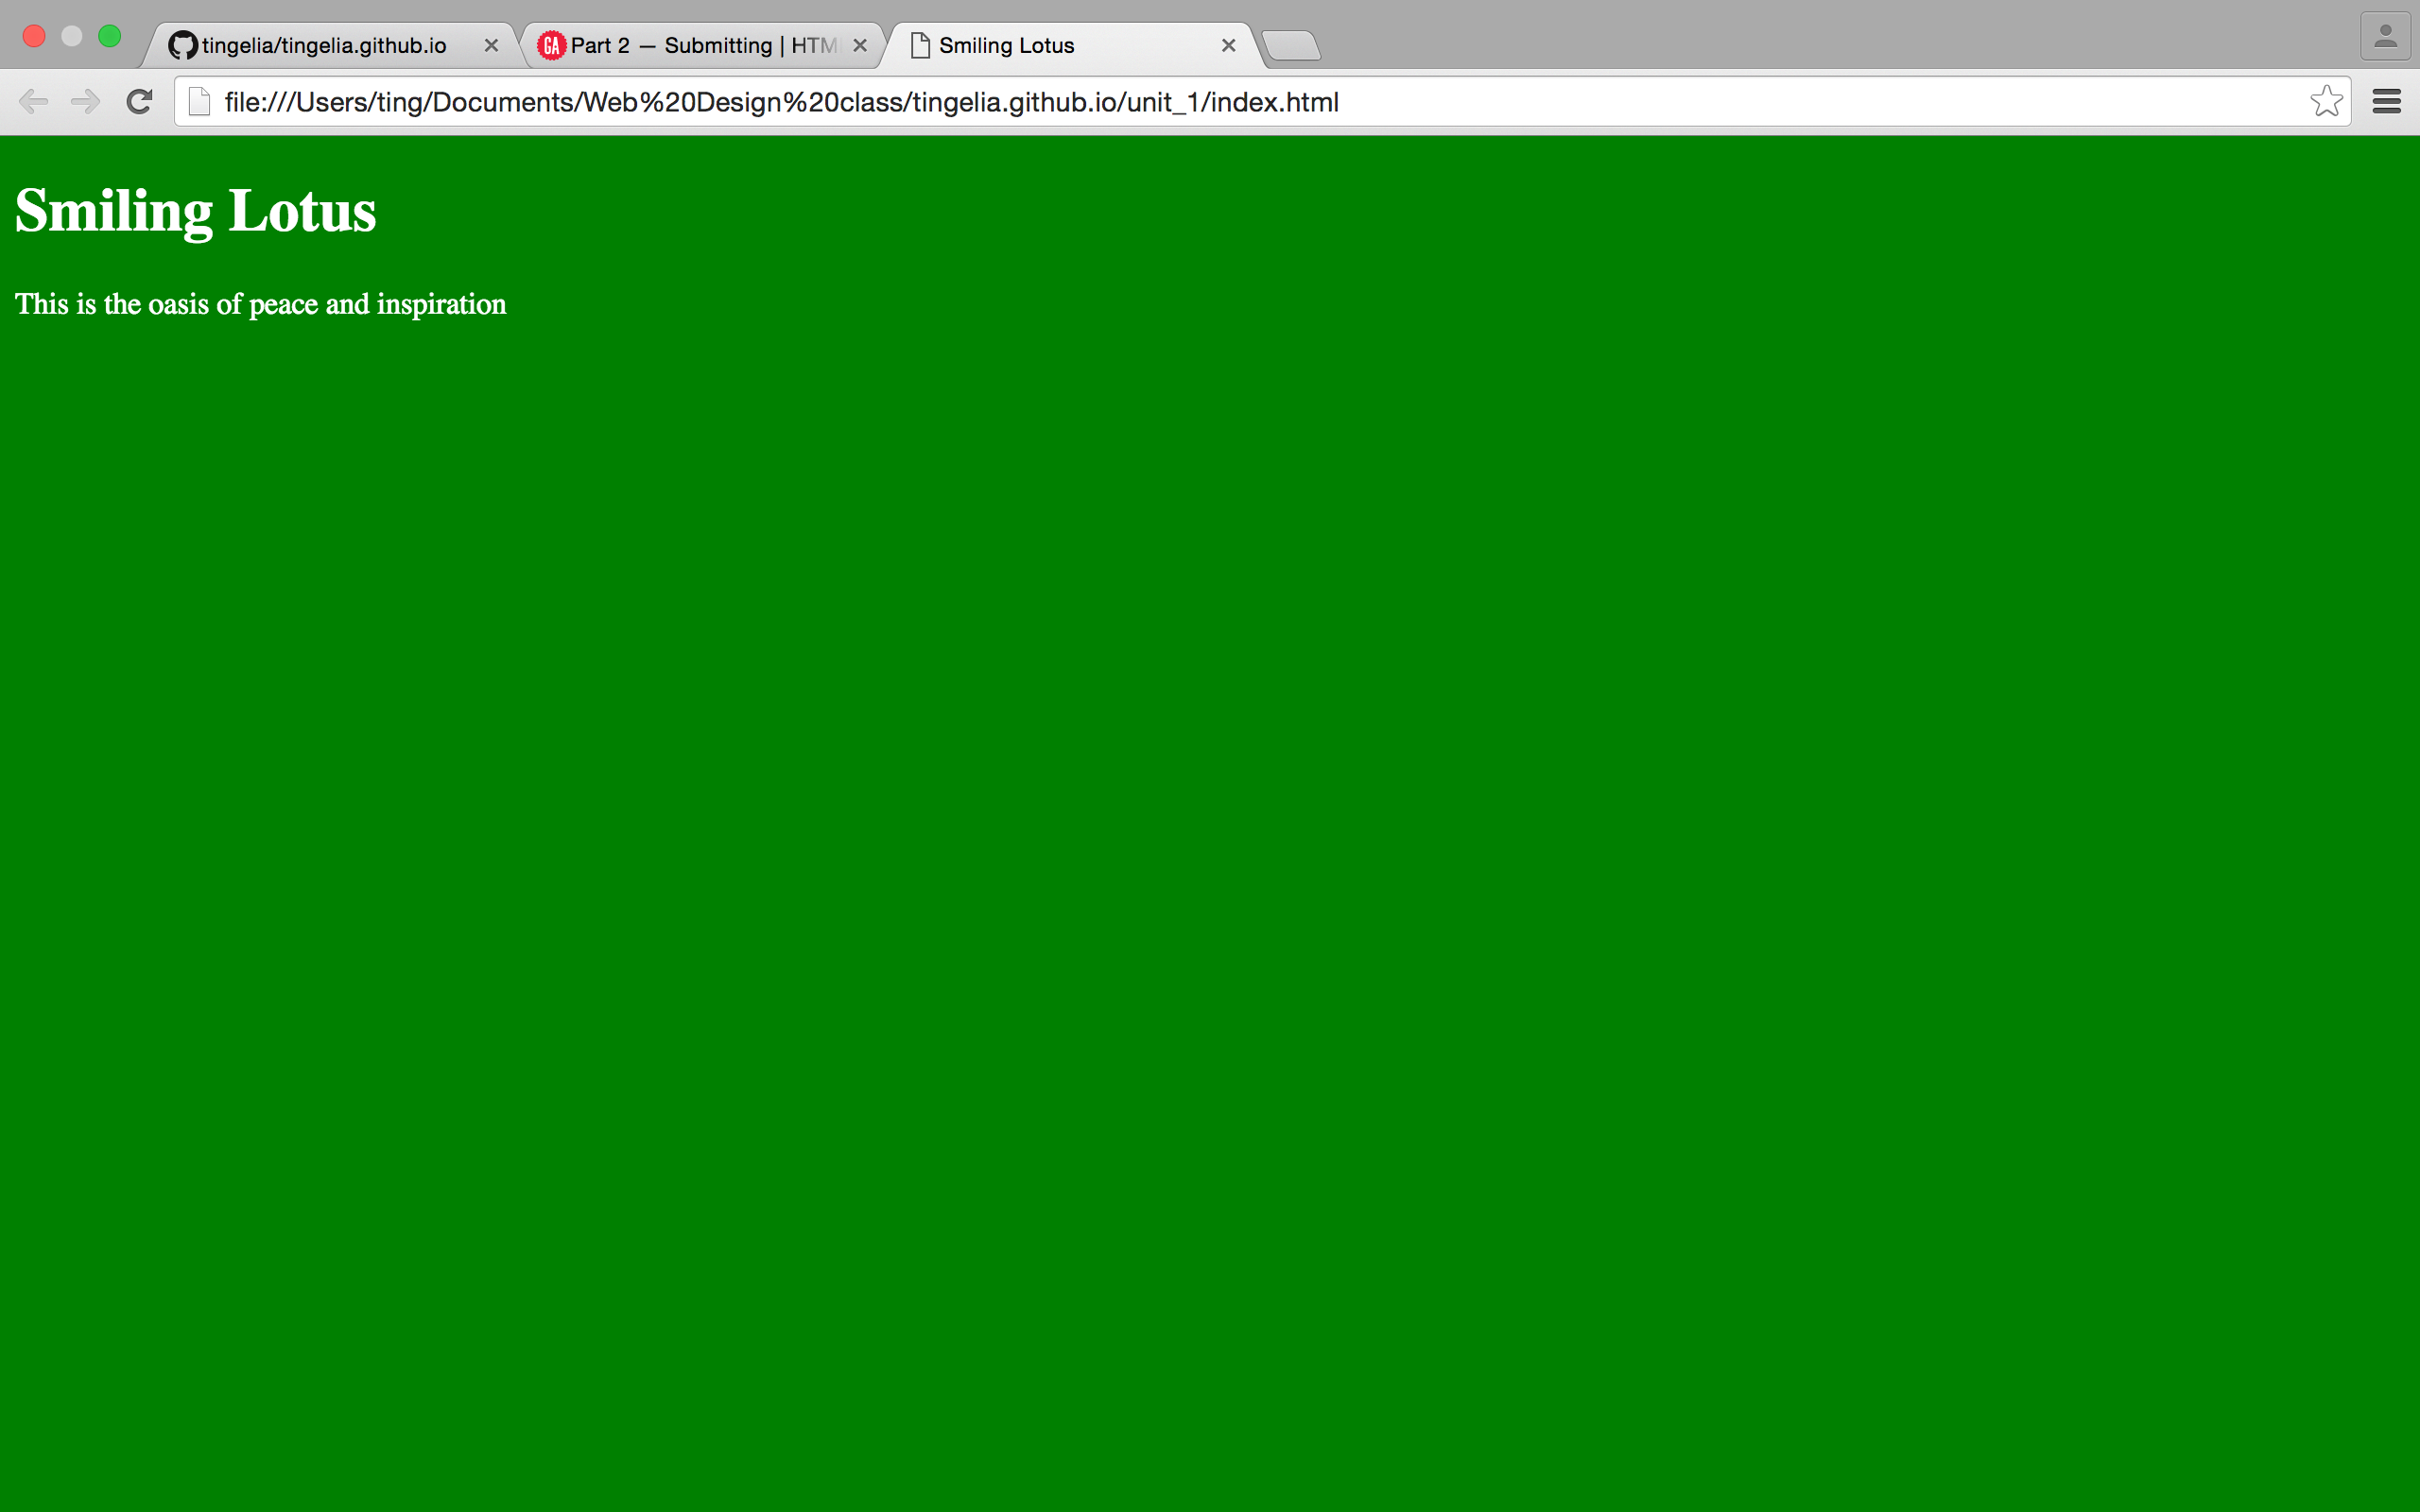 tingelia/tingelia.github.io
GA Part 2 — Submitting | HTM
Smiling Lotus
file:///Users/ting/Documents/Web%20Design%20class/tingelia.github.io/unit_1/index.html
Smiling Lotus
This is the oasis of peace and inspiration